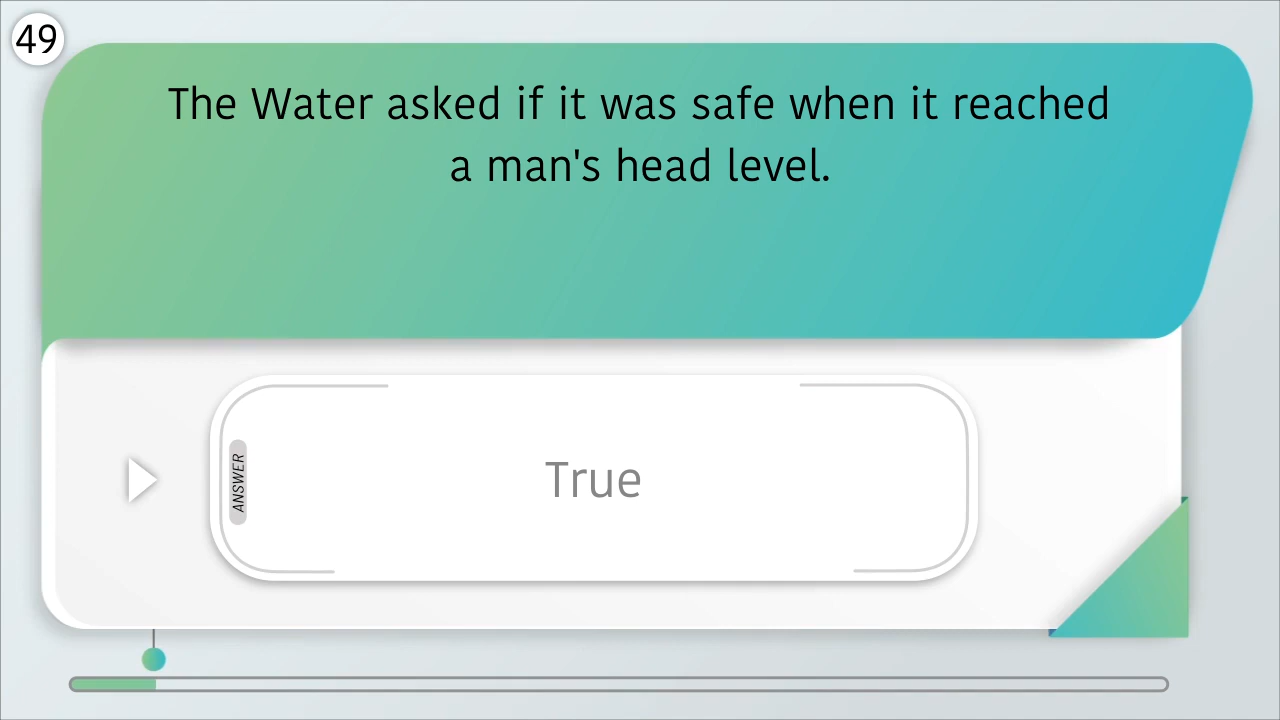 49
The Water asked if it was safe when it reached
a man's head level.
ANSWER
True